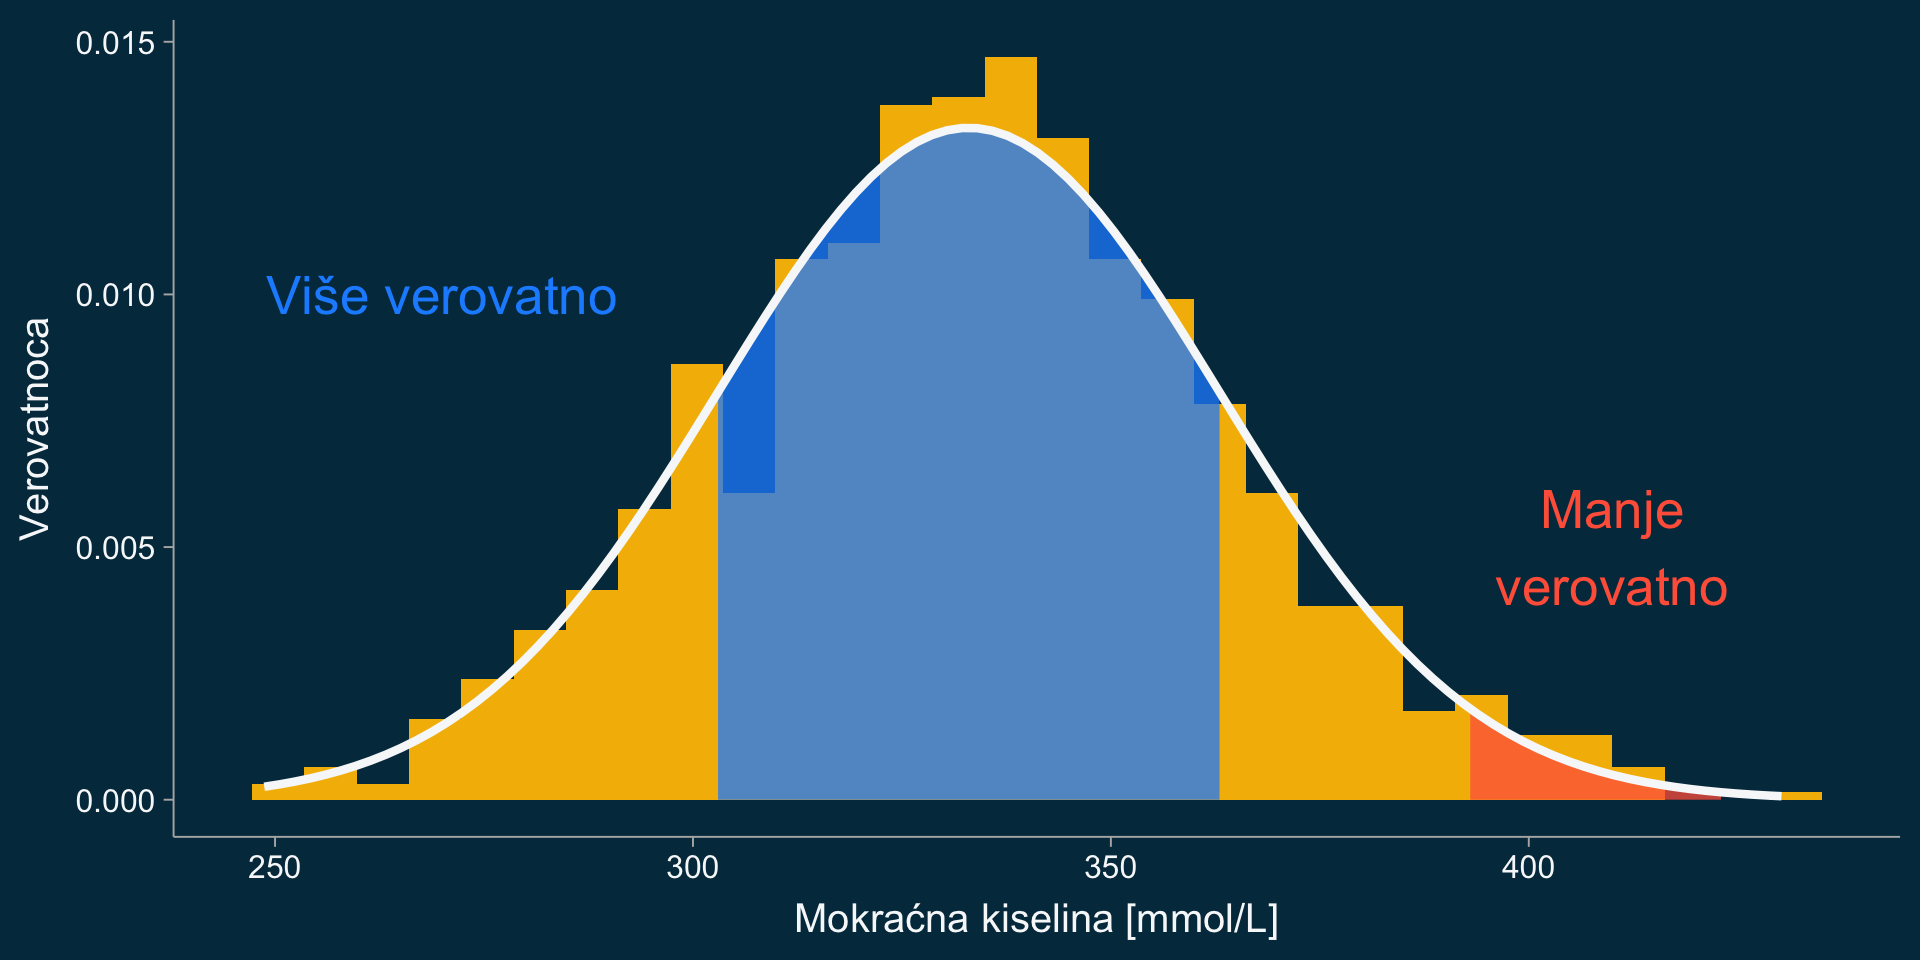 0.015
0.010
0.005
0.000
Verovatnoca
Više verovatno
Manje
verovatno
250
300
350
400
Mokraćna kiselina [mmol/L]